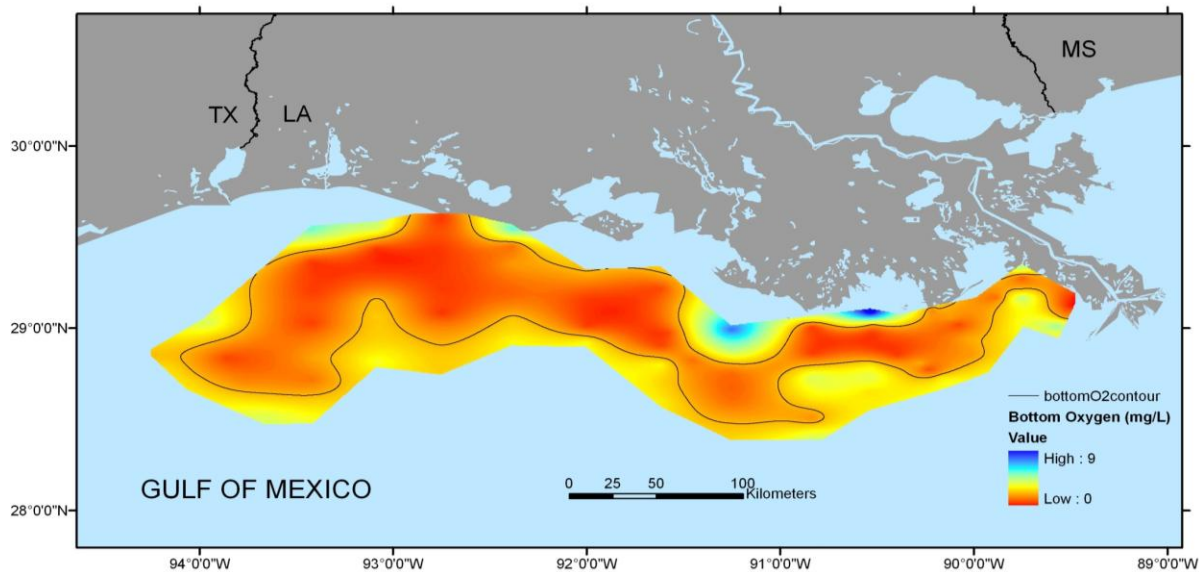 MS
TX LA
30°0'0"N
29°0'0"N
28°0'0"N
bottomO2contour
Bottom Oxygen (mg/L)
Value
High : 9
Low : 0
GULF OF MEXICO
0 25 50 100
Kilometers
94°0'0"W 93°0'0"W 92°0'0"W 91°0'0"W 90°0'0"W 89°0'0"W